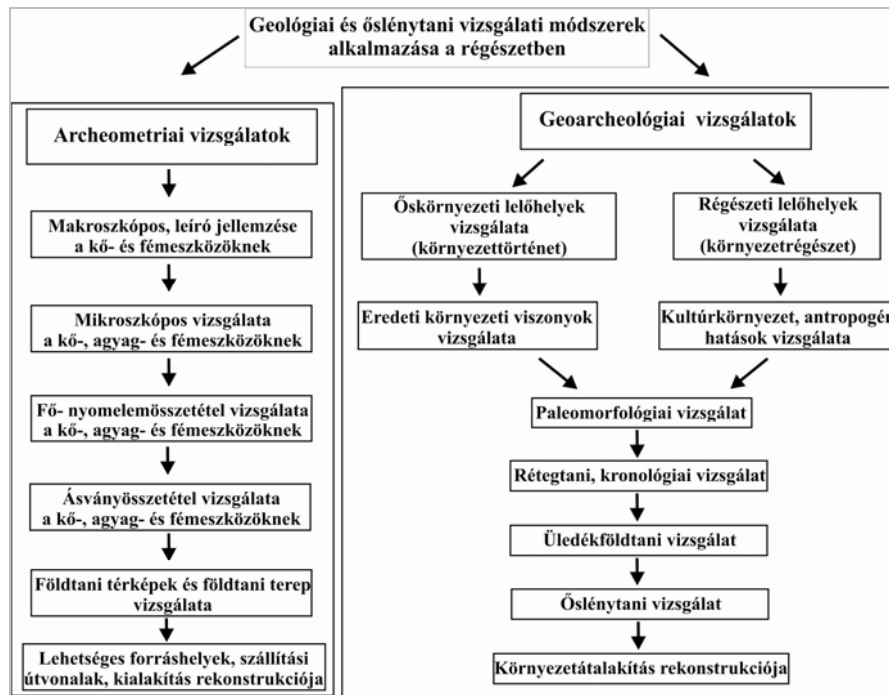 Geológiai és őslénytani vizsgálati módszerek
alkalmazása a régészetben
Archeometriai vizsgálatok
Makroszkópos, leíró jellemzése
a kő- és fémeszközöknek
Mikroszkópos vizsgálata
a kő-, agyag- és fémeszközöknek
Fő- nyomelemösszetétel vizsgálata
a kő-, agyag- és fémeszközöknek
Ásványösszetétel vizsgálata
a kő-, agyag- és fémeszközöknek
Földtani térképek és földtani terep
vizsgálata
Lehetséges forráshelyek, szállítási
útvonalak, kialakítás rekonstrukciója
Geoarcheológiai vizsgálatok
Őskörnyezeti lelőhelyek
vizsgálata
(környezettörténet)
Eredeti környezeti viszonyok
vizsgálata
Régészeti lelőhelyek
vizsgálata
(környezetrégészet)
Kultúrkörnyezet, antropogén
hatások vizsgálata
Paleomorfológiai vizsgálat
Rétegtani, kronológiai vizsgálat
Üledékföldtani vizsgálat
Őslénytani vizsgálat
Környezetátalakítás rekonstrukciója